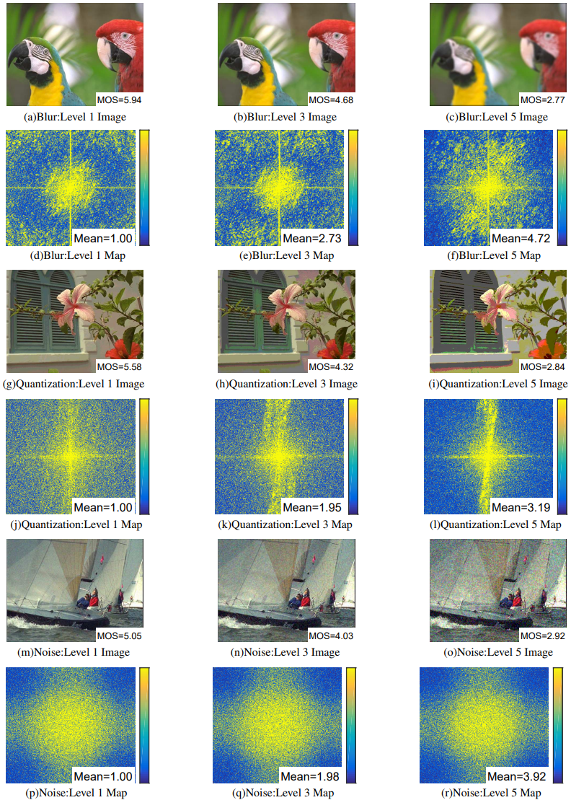 MOS=5.94 MOS=4.68 MOS=2.77
(a)Blur:Level 1 Image (b)Blur:Level 3 Image (c)Blur:Level 5 Image
Mean=1.00 Mean=2.73 Mean=4.72
(d)Blur:Level 1 Map (e)Blur:Level 3 Map (f)Blur:Level 5 Map
MOS=5.58 MOS=4.32 MOS=2.84
(g)Quantization:Level 1 Image (h)Quantization:Level 3 Image (i)Quantization:Level 5 Image
Mean=1.00 Mean=1.95 Mean=3.19
(j)Quantization:Level 1 Map (k)Quantization:Level 3 Map (l)Quantization:Level 5 Map
MOS=5.05 MOS=4.03 MOS=2.92
(m)Noise:Level 1 Image (n)Noise:Level 3 Image (o)Noise:Level 5 Image
Mean=1.00 Mean=1.98 Mean=3.92
(p)Noise:Level 1 Map (q)Noise:Level 3 Map (r)Noise:Level 5 Map